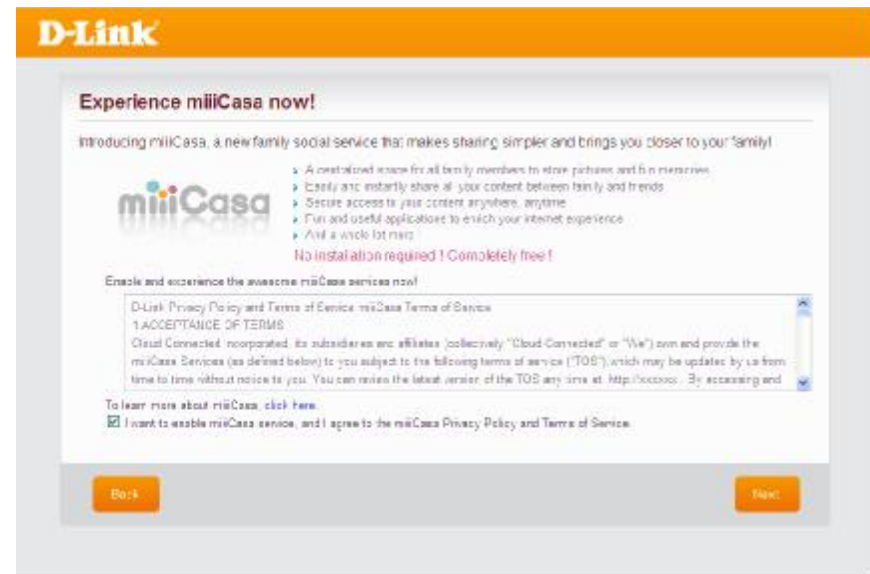 D-Link
Experience miiiCasa now!
Introducing miiiCasa, a new family social service that makes sharing simpler and brings you closer to your family!
A centralized space for all family members to store pictures and fun memories
Easily and instantly share all your content between family and friends
Secure access to your content anywhere, anytime
Fun and useful applications to enrich your internet experience
And a whole lot more !
miiiCasa
No installation required ! Completely free !
Enable and experience the awesome miiiCasa services now!
D-Link Privacy Policy and Terms of Service miiiCasa Terms of Service
1.ACCEPTANCE OF TERMS
Cloud Connected Incorporated, its subsidiaries and affiliates (collectively "Cloud Connected" or "We") own and provide the
miiiCasa Services (as defined below) to you subject to the following terms of service ("TOS"), which may be updated by us from
time to time without notice to you. You can review the latest version of the TOS any time at: http://xxxxxx. By accessing and
To learn more about miiiCasa, click here.
I want to enable miiiCasa service, and I agree to the miiiCasa Privacy Policy and Terms of Service.
Back
Next